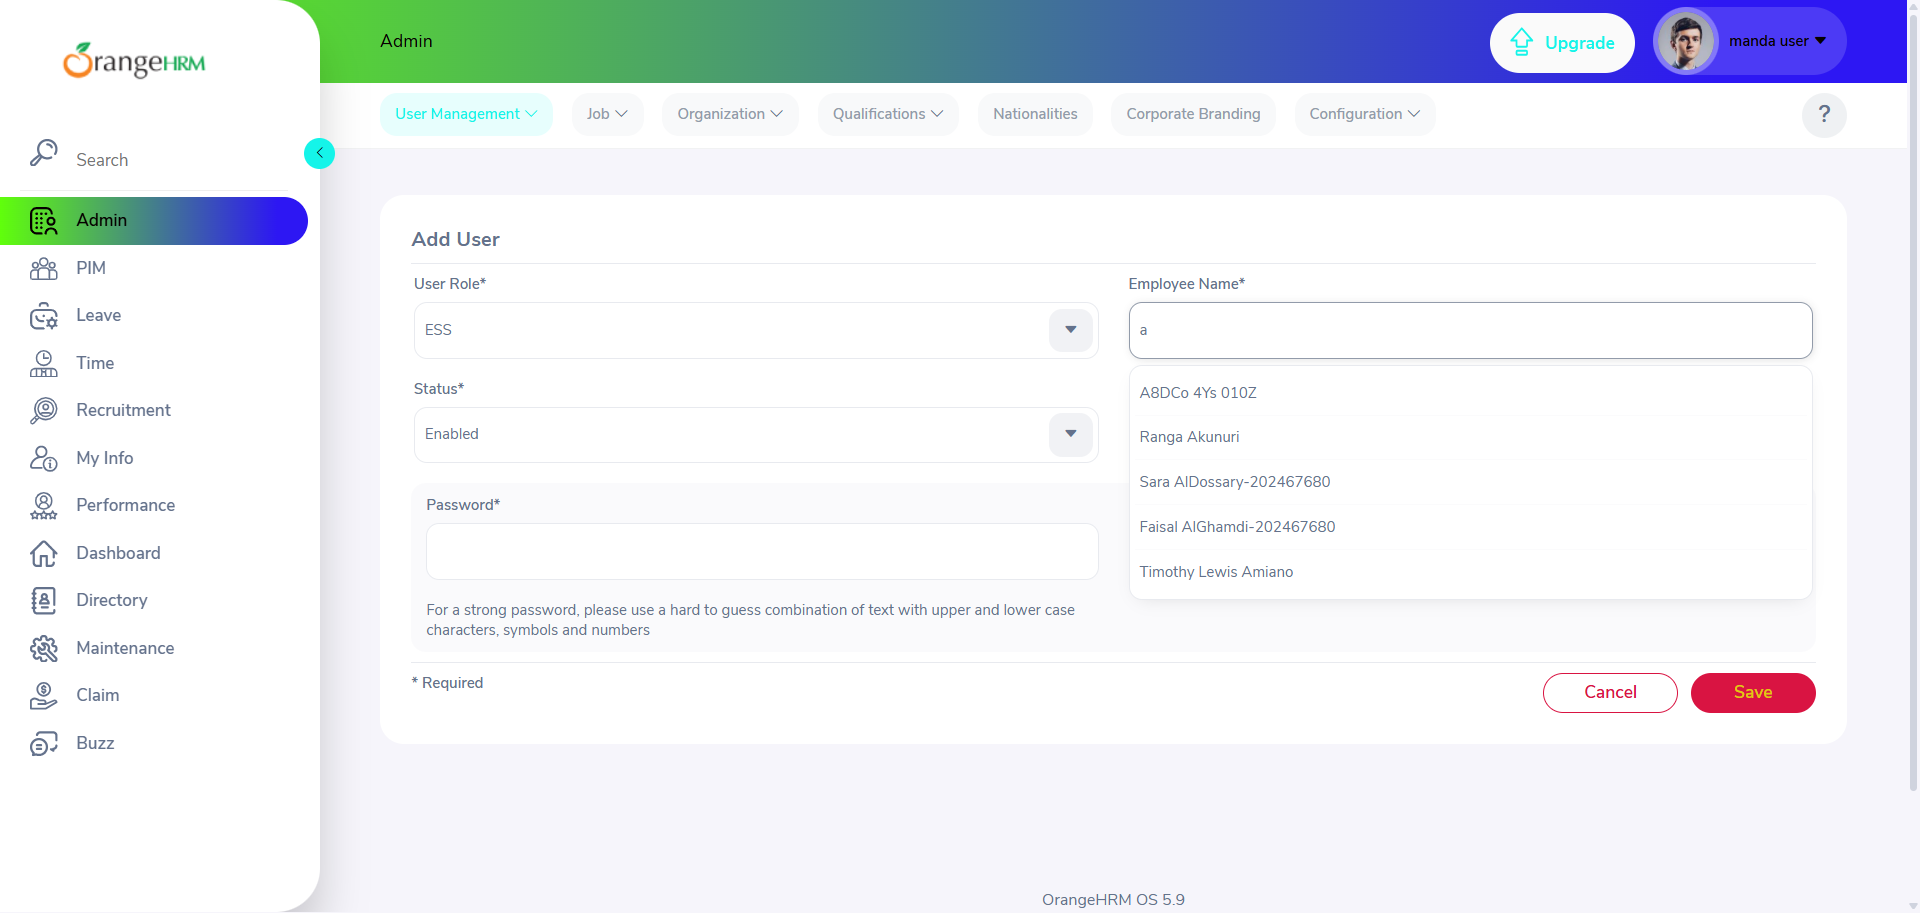 OrangeHRM
Admin
Upgrade
manda user
User Management
Job
Organization
Qualifications
Nationalities
Corporate Branding
Configuration
?
Search
Admin
PIM
Leave
Time
Recruitment
My Info
Performance
Dashboard
Directory
Maintenance
Claim
Buzz
Add User
User Role*
ESS
Employee Name*
a
A8DCo 4Ys 010Z
Ranga Akunuri
Sara AlDossary-202467680
Faisal AlGhamdi-202467680
Timothy Lewis Amiano
Status*
Enabled
Password*
For a strong password, please use a hard to guess combination of text with upper and lower case
characters, symbols and numbers
* Required
Cancel
Save
OrangeHRM OS 5.9